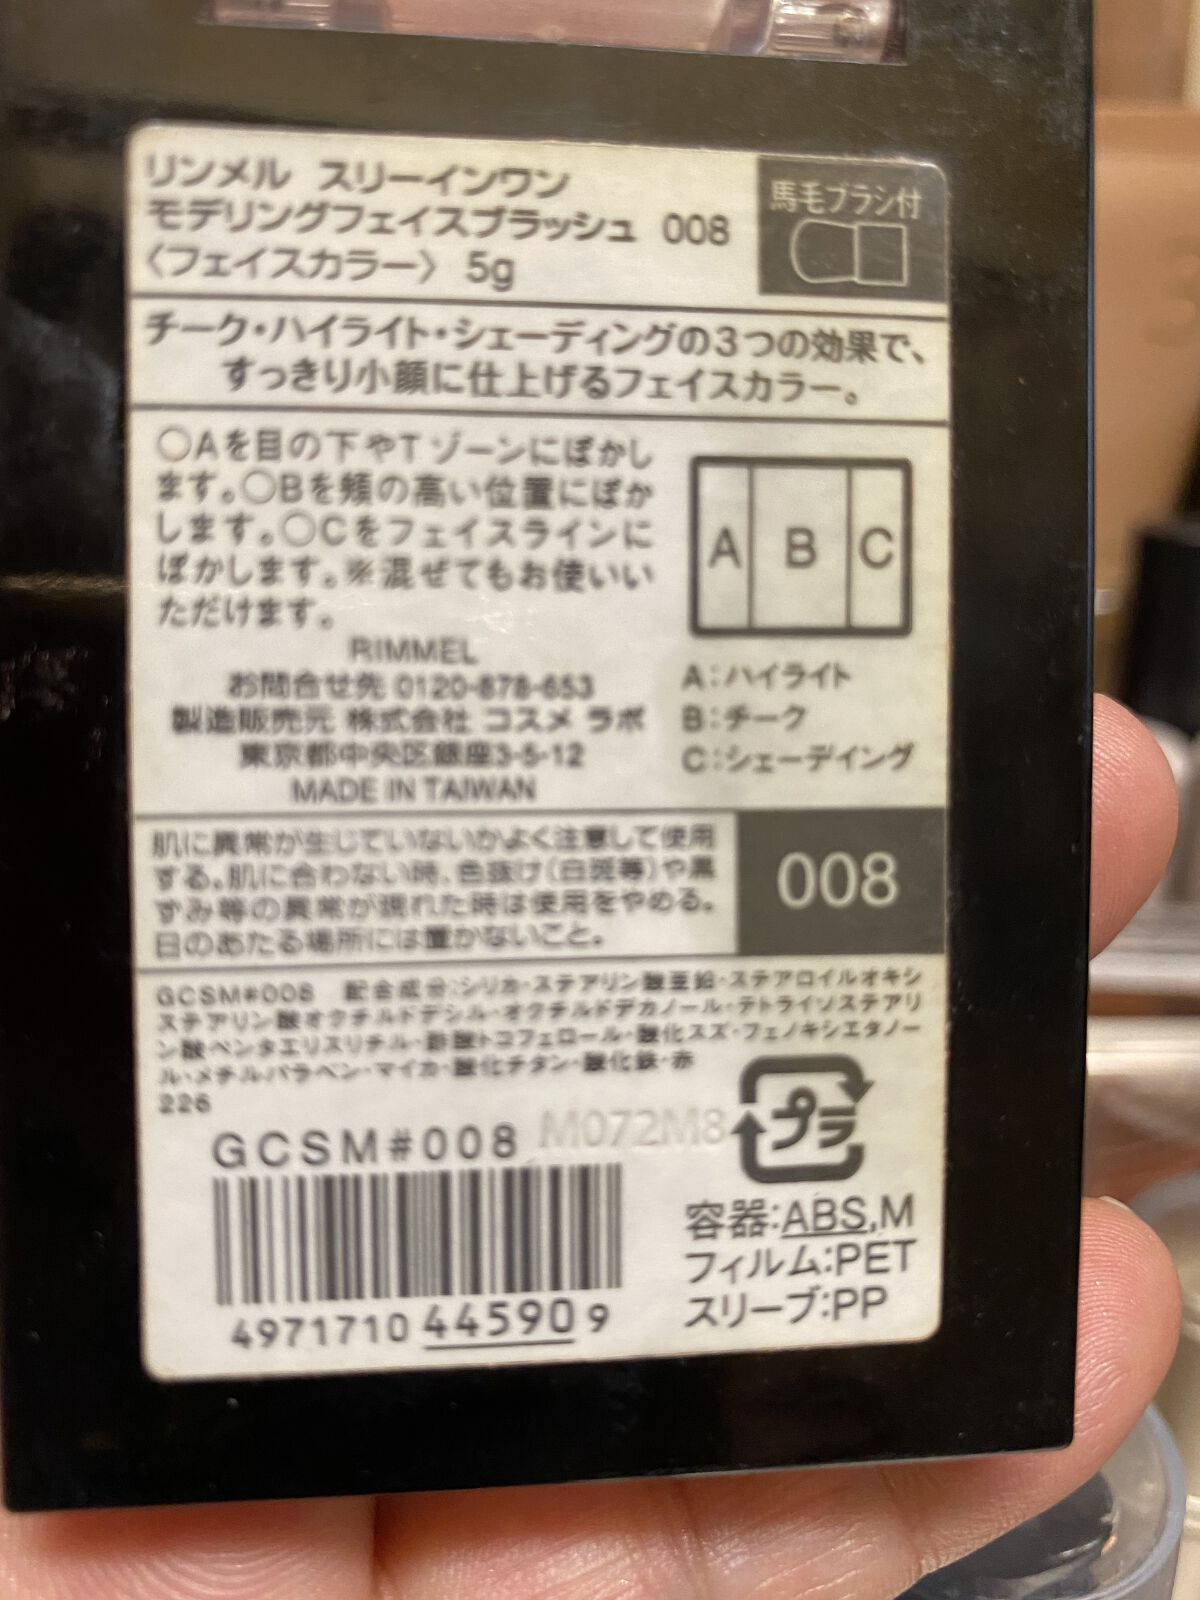 リンメル スリーインワン
モデリングフェイスブラッシュ 008
〈フェイスカラー〉 5g
馬毛ブラシ付
チーク・ハイライト・シェーディングの3つの効果で、
すっきり小顔に仕上げるフェイスカラー。
○Aを目の下やTゾーンにぼかし
ます。○Bを頬の高い位置にぼか
します。○Cをフェイスラインに
ぼかします。※混ぜてもお使いい
ただけます。
RIMMEL
お問合せ先 0120-878-653
製造販売元 株式会社 コスメ ラボ
東京都中央区銀座3-5-12
MADE IN TAIWAN
A B C
A:ハイライト
B:チーク
C:シェーディング
肌に異常が生じていないかよく注意して使用
する。肌に合わない時、色抜け(白斑等)や黒
ずみ等の異常が現れた時は使用をやめる。
日のあたる場所には置かないこと。
008
GCSM#008 配合成分:シリカ・ステアリン酸亜鉛・ステアロイルオキシ
ステアリン酸オクチルドデシル・オクチルドデカノール・テトライソステアリ
ン酸ペンタエリスリチル・酢酸トコフェロール・酸化スズ・フェノキシエタノー
ル・メチルパラベン・マイカ・酸化チタン・酸化鉄・赤
226
GCSM#008
M072M8
プラ
4971710 445909
容器:ABS,M
フィルム:PET
スリーブ:PP